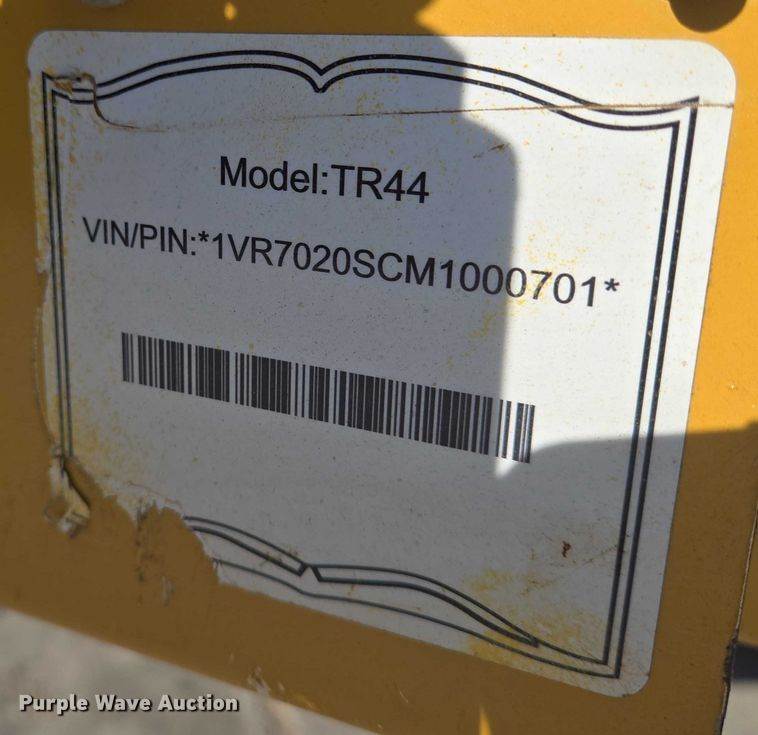 Model:TR44
VIN/PIN:*1VR7020SCM1000701*
Purple Wave Auction